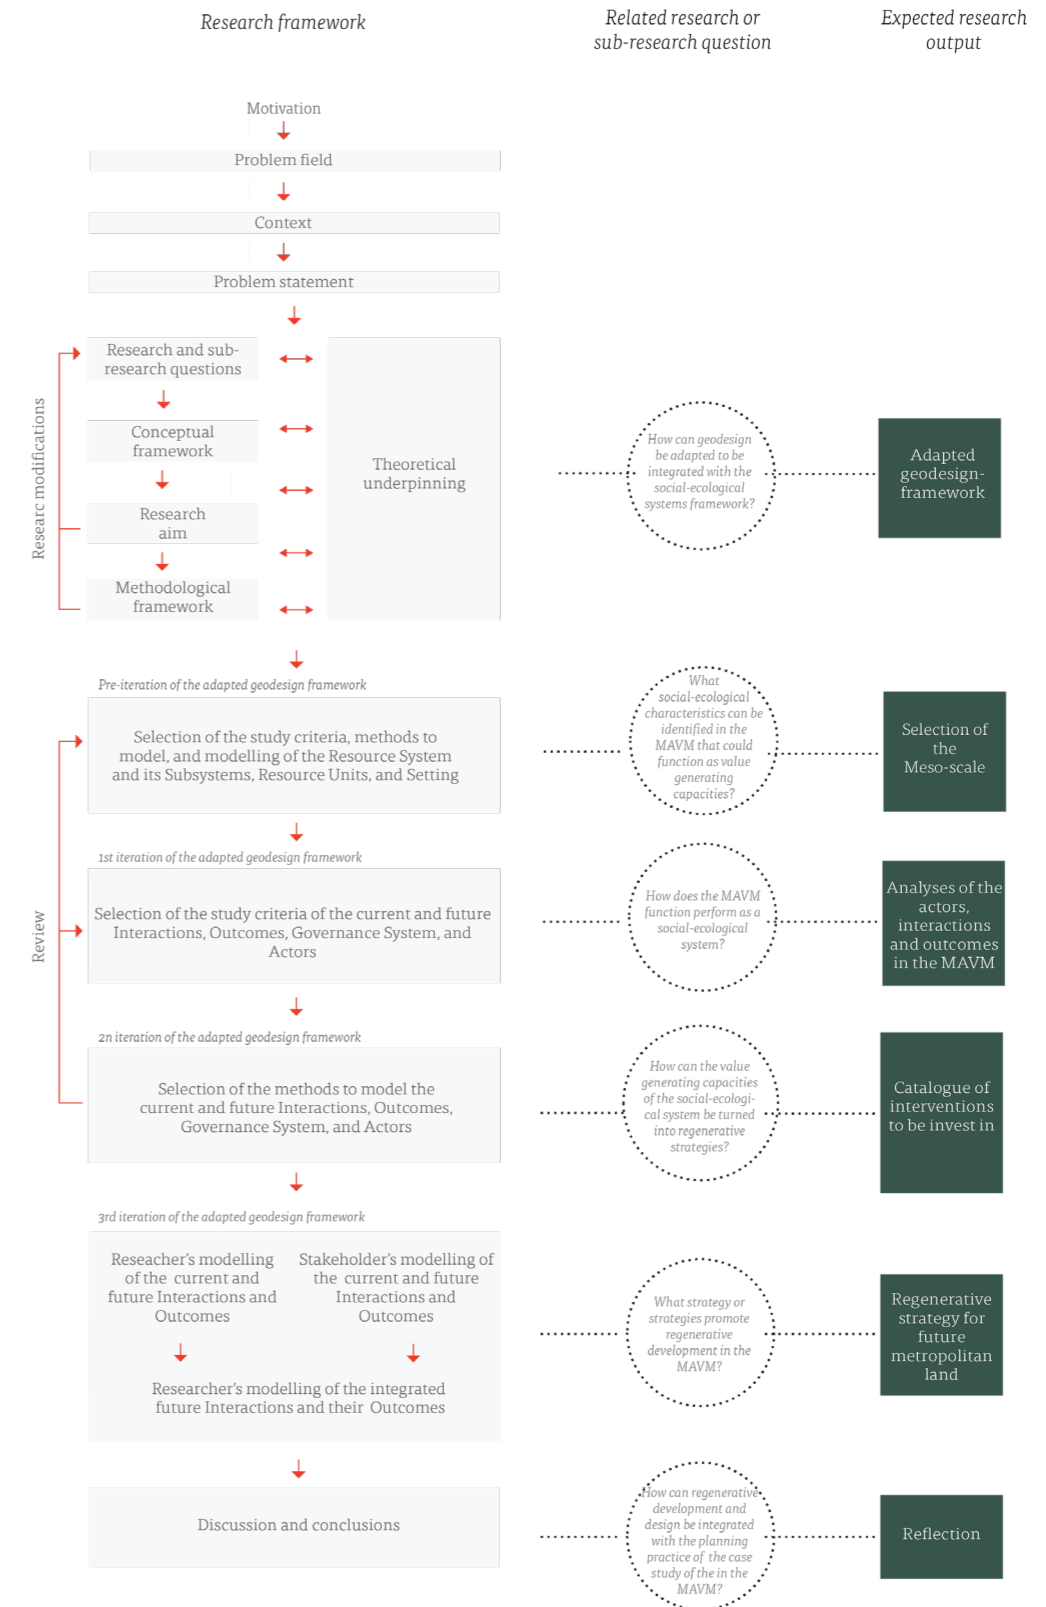 Research framework
Related research or
sub-research question
Expected research
output
Motivation
Problem field
Context
Problem statement
Researc modifications
Research and sub-
research questions
Conceptual
framework
Research
aim
Methodological
framework
Theoretical
underpinning
How can geodesign
be adapted to be
integrated with the
social-ecological
systems framework?
Adapted
geodesign-
framework
Pre-iteration of the adapted geodesign framework
Selection of the study criteria, methods to
model, and modelling of the Resource System
and its Subsystems, Resource Units, and Setting
What
social-ecological
characteristics can be
identified in the
MAVM that could
function as value
generating
capacities?
Selection of
the
Meso-scale
Review
1st iteration of the adapted geodesign framework
Selection of the study criteria of the current and future
Interactions, Outcomes, Governance System, and
Actors
How does the MAVM
function perform as a
social-ecological
system?
Analyses of the
actors,
interactions
and outcomes
in the MAVM
2n iteration of the adapted geodesign framework
Selection of the methods to model the
current and future Interactions, Outcomes,
Governance System, and Actors
How can the value
generating capacities
of the social-ecologi-
cal system be turned
into regenerative
strategies?
Catalogue of
interventions
to be invest in
3rd iteration of the adapted geodesign framework
Reseacher's modelling
of the current and
future Interactions and
Outcomes
Stakeholder's modelling of
the current and future
Interactions and
Outcomes
Researcher's modelling of the integrated
future Interactions and their Outcomes
What strategy or
strategies promote
regenerative
development in the
MAVM?
Regenerative
strategy for
future
metropolitan
land
Discussion and conclusions
How can regenerative
development and
design be integrated
with the planning
practice of the case
study of the in the
MAVM?
Reflection